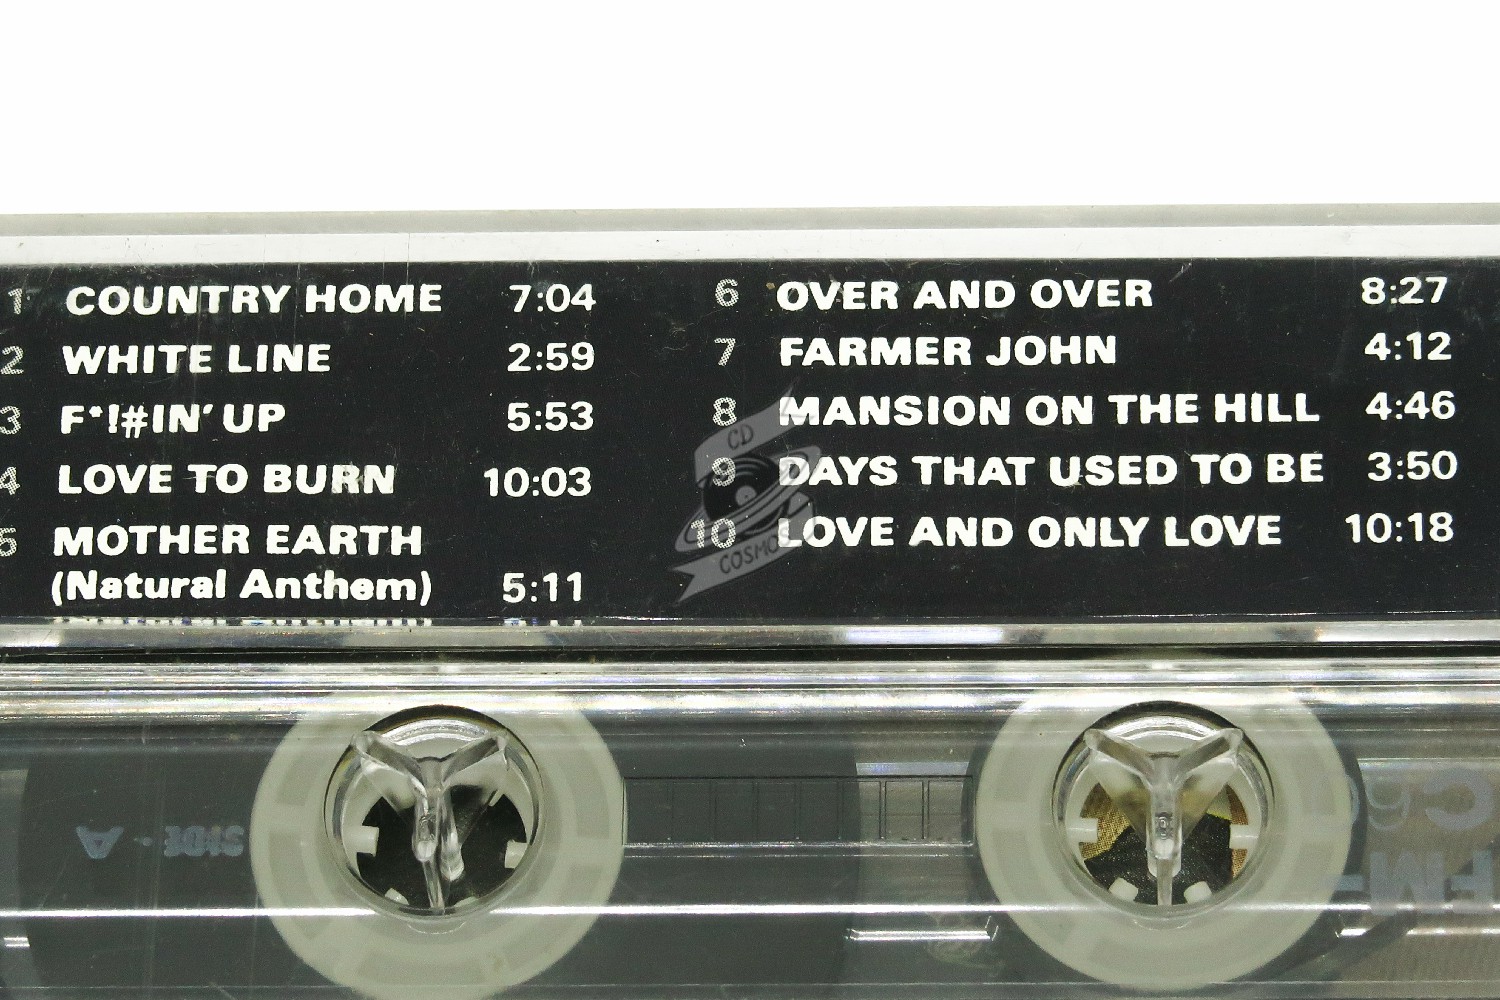 1 COUNTRY HOME 7:04
2 WHITE LINE 2:59
3 F*!#IN' UP 5:53
4 LOVE TO BURN 10:03
5 MOTHER EARTH
(Natural Anthem) 5:11
6 OVER AND OVER 8:27
7 FARMER JOHN 4:12
8 MANSION ON THE HILL 4:46
9 DAYS THAT USED TO BE 3:50
10 LOVE AND ONLY LOVE 10:18
CD
COSMOS
SIDE - A